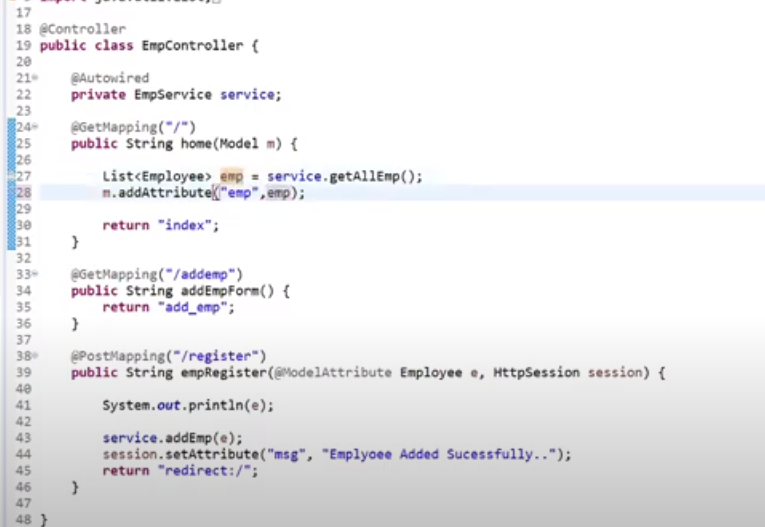 17
18 @Controller
19 public class EmpController {
20
21 @Autowired
22 private EmpService service;
23
24 @GetMapping("/")
25 public String home(Model m) {
26
27 List<Employee> emp = service.getAllEmp();
28 m.addAttribute("emp",emp);
29
30 return "index";
31 }
32
33 @GetMapping("/addemp")
34 public String addEmpForm() {
35 return "add_emp";
36 }
37
38 @PostMapping("/register")
39 public String empRegister(@ModelAttribute Employee e, HttpSession session) {
40
41 System.out.println(e);
42
43 service.addEmp(e);
44 session.setAttribute("msg", "Emplyoee Added Sucessfully..");
45 return "redirect:/";
46 }
47
48 }